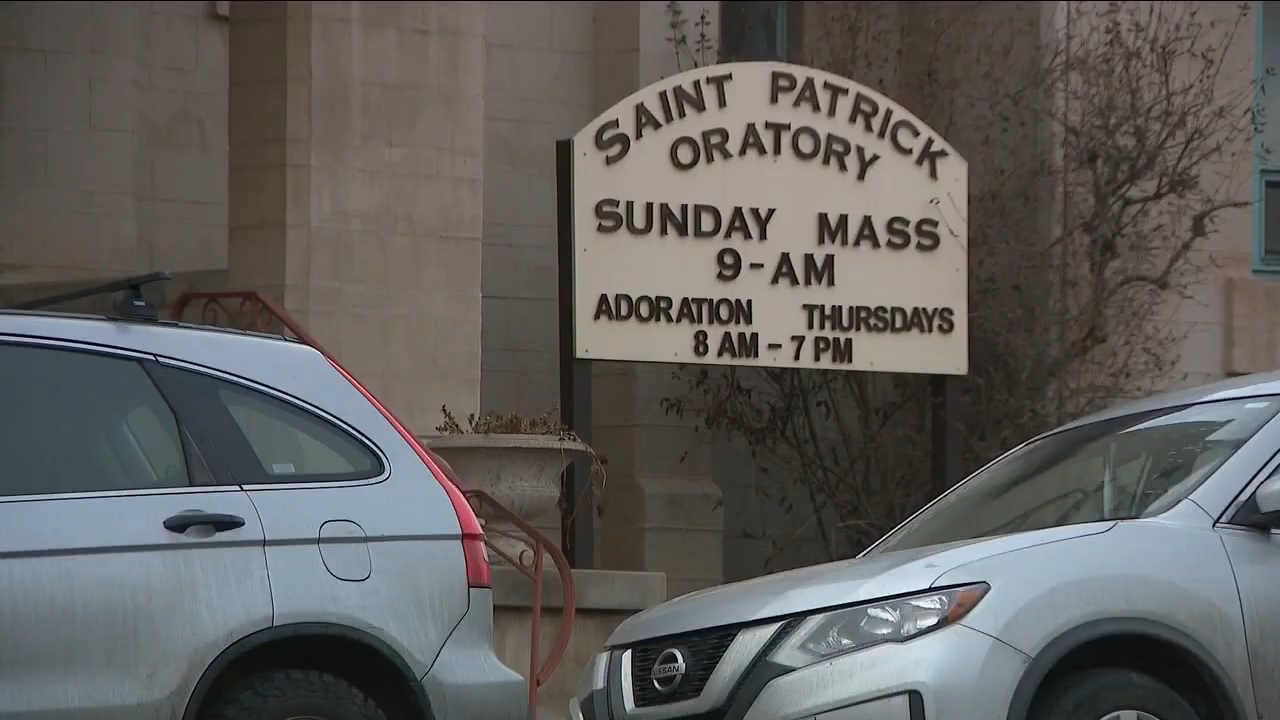 SAINT PATRICK
ORATORY
SUNDAY MASS
9-AM
ADORATION THURSDAYS
8 AM – 7 PM
NISSAN